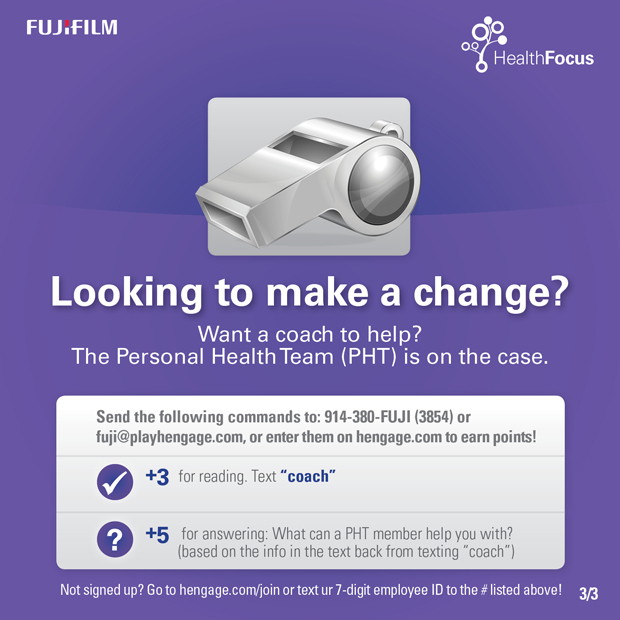 FUJIFILM
HealthFocus
Looking to make a change?
Want a coach to help?
The Personal Health Team (PHT) is on the case.
Send the following commands to: 914-380-FUJI (3854) or
fuji@playhengage.com, or enter them on hengage.com to earn points!
+3 for reading. Text “coach”
? +5 for answering: What can a PHT member help you with?
(based on the info in the text back from texting “coach”)
Not signed up? Go to hengage.com/join or text ur 7-digit employee ID to the # listed above! 3/3